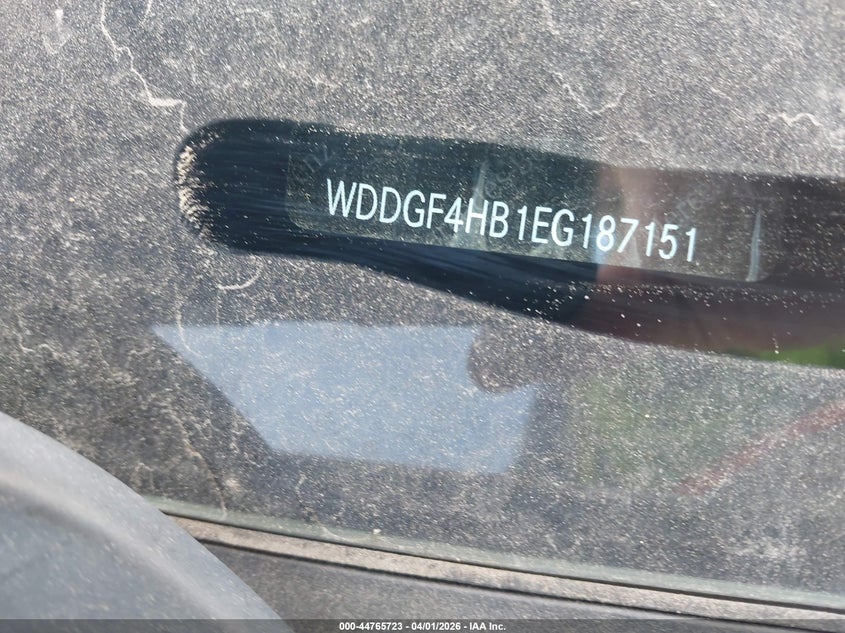 WDDGF4HB1EG187151
000-44765723 - 04/01/2026 - IAA Inc.